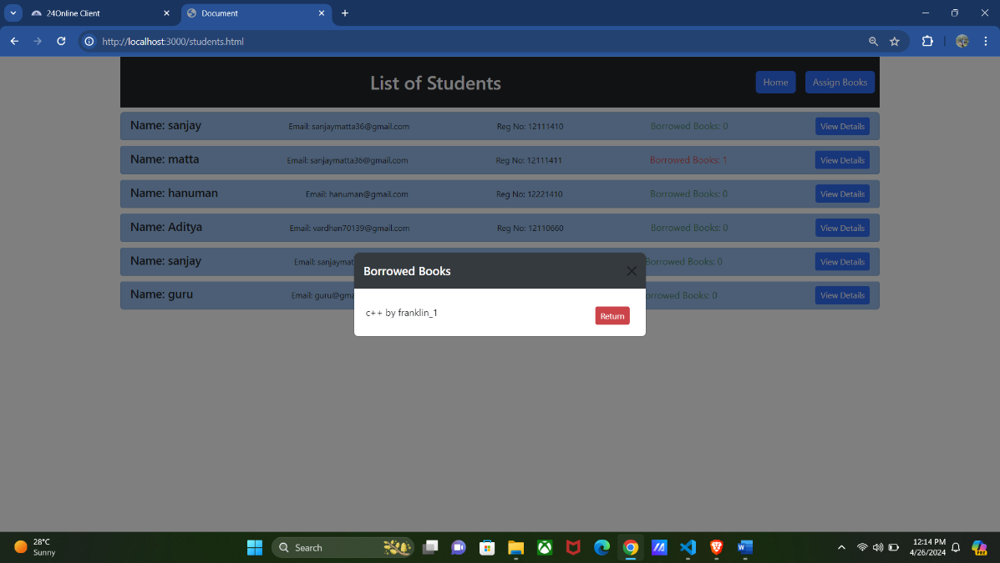 24Online Client
Document
http://localhost:3000/students.html
List of Students
Home
Assign Books
Name: sanjay
Email: sanjaymatta36@gmail.com
Reg No: 12111410
Borrowed Books: 0
View Details
Name: matta
Email: sanjaymatta36@gmail.com
Reg No: 12111411
Borrowed Books: 1
View Details
Name: hanuman
Email: hanuman@gmail.com
Reg No: 12221410
Borrowed Books: 0
View Details
Name: Aditya
Email: vardhan70139@gmail.com
Reg No: 12110660
Borrowed Books: 0
View Details
Name: sanjay
Email: sanjaymat
Borrowed Books: 0
View Details
Name: guru
Email: guru@gma
orrowed Books: 0
View Details
Borrowed Books
c++ by franklin_1
Return
28°C
Sunny
Search
12:14 PM
4/26/2024
PRE